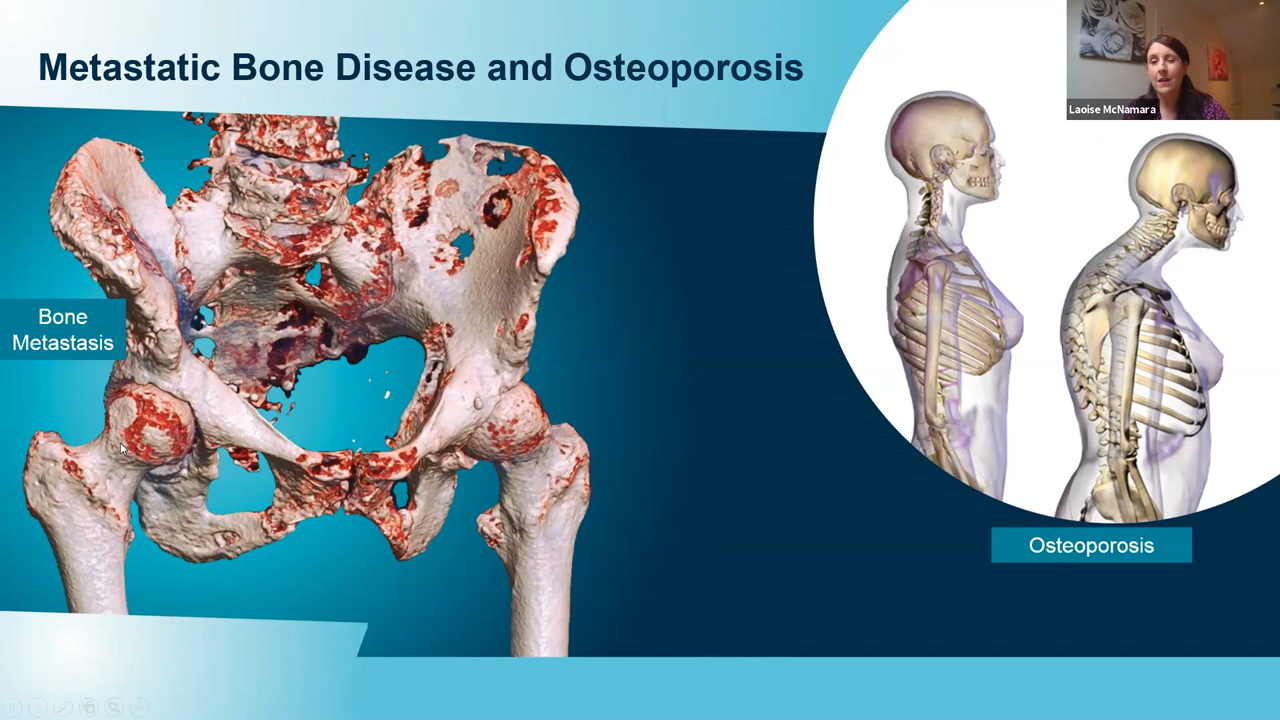 Metastatic Bone Disease and Osteoporosis
Laoise McNamara
Bone
Metastasis
Osteoporosis